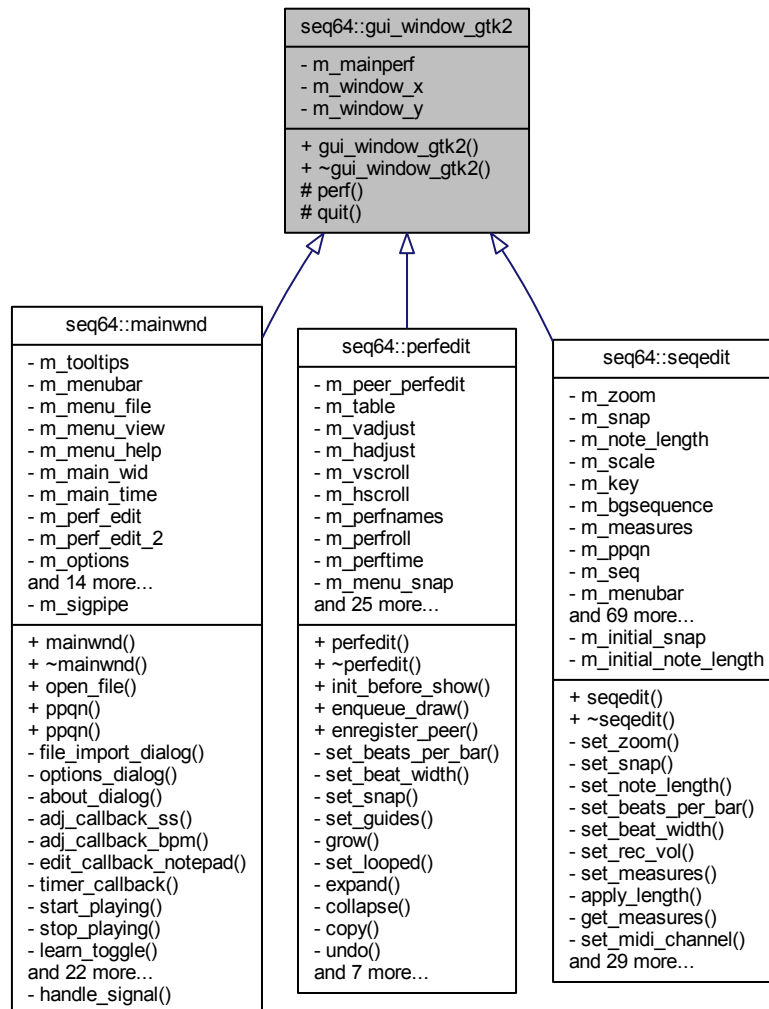 seq64::gui_window_gtk2
- m_mainperf
- m_window_x
- m_window_y
+ gui_window_gtk2()
+ ~gui_window_gtk2()
# perf()
# quit()
seq64::mainwnd
- m_tooltips
- m_menubar
- m_menu_file
- m_menu_view
- m_menu_help
- m_main_wid
- m_main_time
- m_perf_edit
- m_perf_edit_2
- m_options
and 14 more...
- m_sigpipe
+ mainwnd()
+ ~mainwnd()
+ open_file()
+ ppqn()
+ ppqn()
- file_import_dialog()
- options_dialog()
- about_dialog()
- adj_callback_ss()
- adj_callback_bpm()
- edit_callback_notepad()
- timer_callback()
- start_playing()
- stop_playing()
- learn_toggle()
and 22 more...
- handle_signal()
seq64::perfedit
- m_peer_perfedit
- m_table
- m_vadjust
- m_hadjust
- m_vscroll
- m_hscroll
- m_perfnames
- m_perfroll
- m_perftime
- m_menu_snap
and 25 more...
+ perfedit()
+ ~perfedit()
+ init_before_show()
+ enqueue_draw()
+ enregister_peer()
- set_beats_per_bar()
- set_beat_width()
- set_snap()
- set_guides()
- grow()
- set_looped()
- expand()
- collapse()
- copy()
- undo()
and 7 more...
seq64::seqedit
- m_zoom
- m_snap
- m_note_length
- m_scale
- m_key
- m_bgsequence
- m_measures
- m_ppqn
- m_seq
- m_menubar
and 69 more...
- m_initial_snap
- m_initial_note_length
+ seqedit()
+ ~seqedit()
- set_zoom()
- set_snap()
- set_note_length()
- set_beats_per_bar()
- set_beat_width()
- set_rec_vol()
- set_measures()
- apply_length()
- get_measures()
- set_midi_channel()
and 29 more...